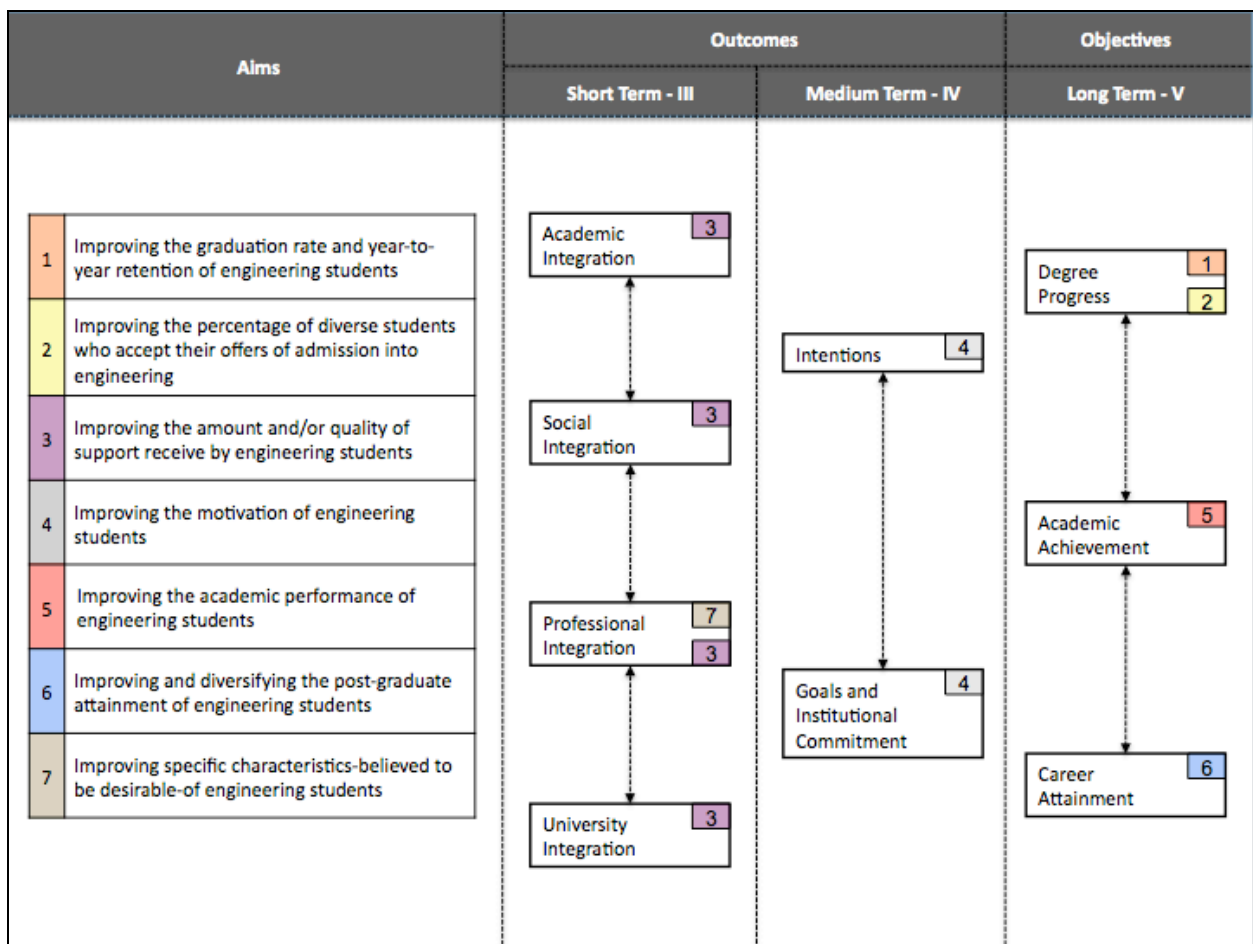 Aims
Outcomes
Objectives
Short Term - III
Medium Term - IV
Long Term - V
1
Improving the graduation rate and year-to-
year retention of engineering students
2
Improving the percentage of diverse students
who accept their offers of admission into
engineering
3
Improving the amount and/or quality of
support receive by engineering students
4
Improving the motivation of engineering
students
5
Improving the academic performance of
engineering students
6
Improving and diversifying the post-graduate
attainment of engineering students
7
Improving specific characteristics-believed to
be desirable-of engineering students
Academic
Integration
3
Social
Integration
3
Professional
Integration
7
3
University
Integration
3
Intentions
4
Goals and
Institutional
Commitment
4
Degree
Progress
1
2
Academic
Achievement
5
Career
Attainment
6